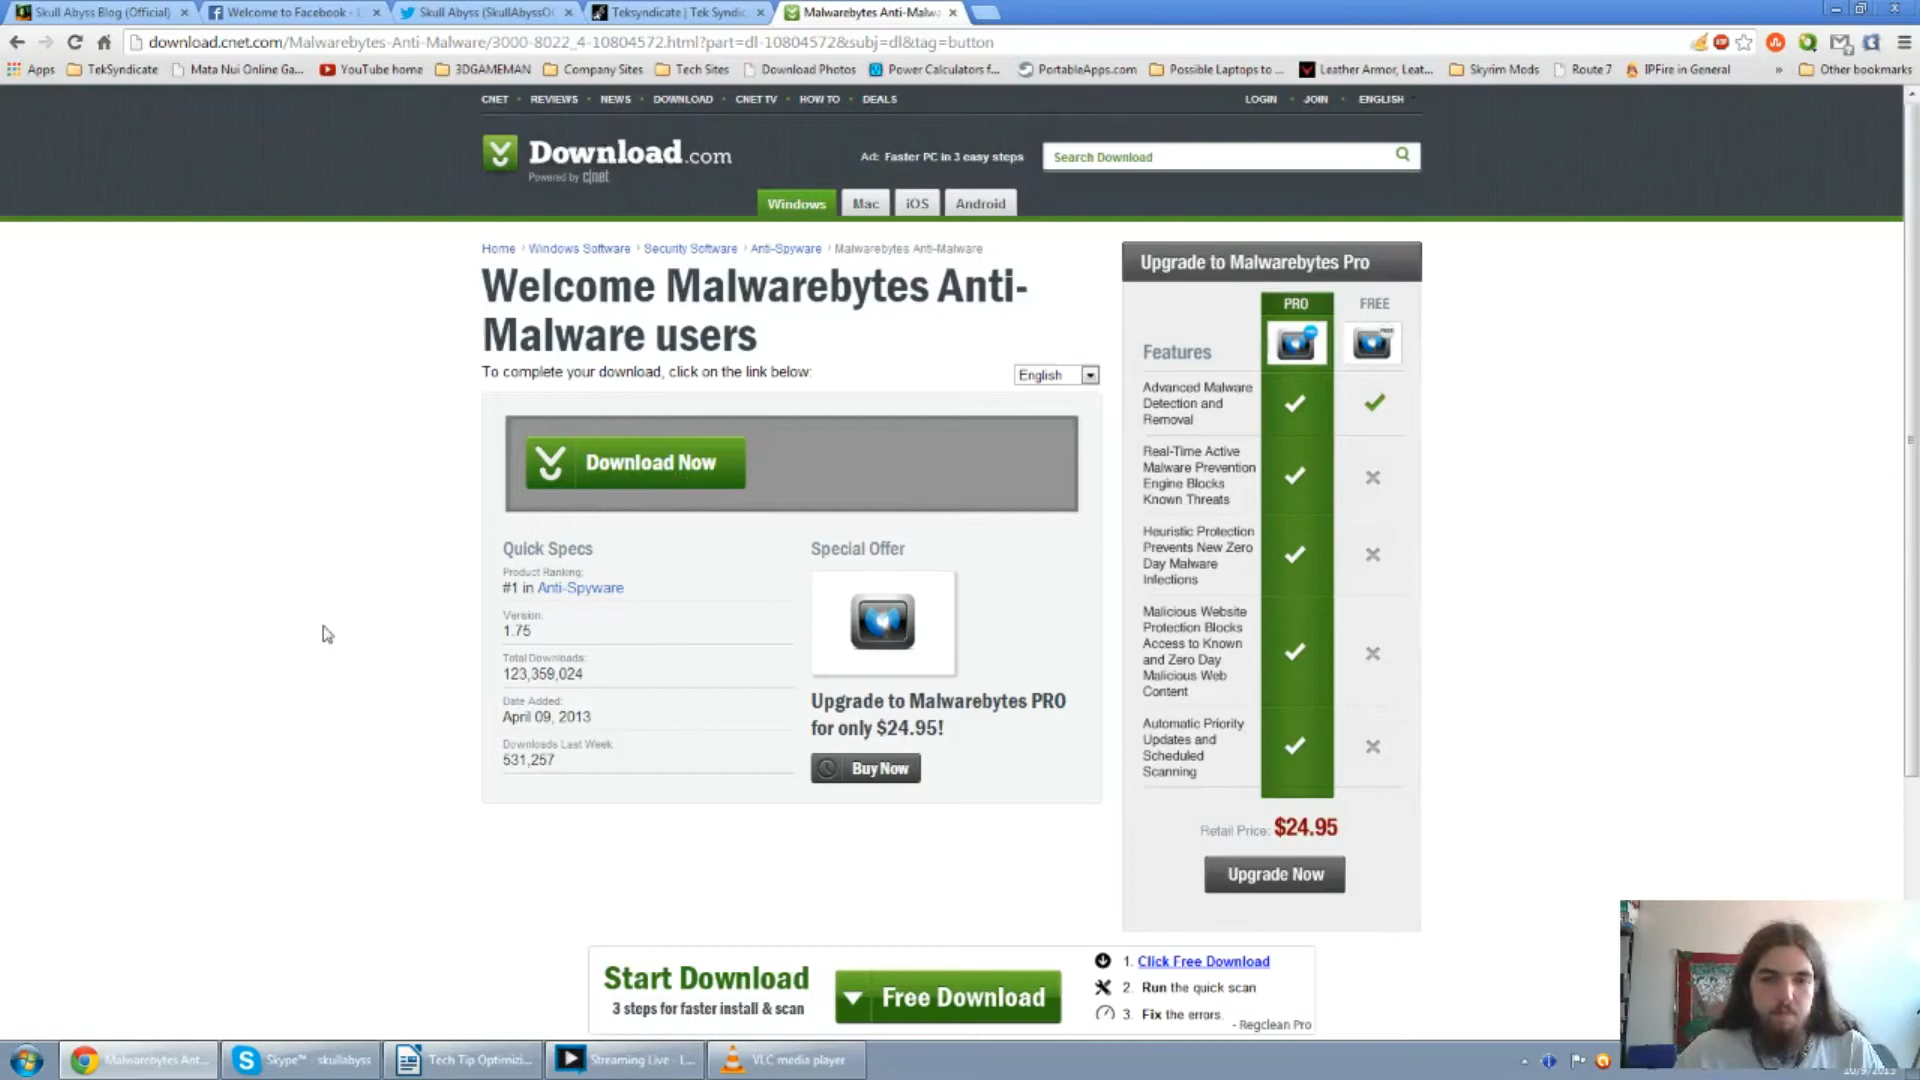 Skull Abyss Blog (Official)
Welcome to Facebook -
Skull Abyss (SkullAbyssO
Teksyndicate | Tek Syndic
Malwarebytes Anti-Malwa
download.cnet.com/Malwarebytes-Anti-Malware/3000-8022_4-10804572.html?part=dl-10804572&subj=dl&tag=button
Apps
TekSyndicate
Mata Nui Online Ga...
YouTube home
3DGAMEMAN
Company Sites
Tech Sites
Download Photos
Power Calculators f...
PortableApps.com
Possible Laptops to ...
Leather Armor, Leat...
Skyrim Mods
Route 7
IPFire in General
»
Other bookmarks
CNET
REVIEWS
NEWS
DOWNLOAD
CNET TV
HOW TO
DEALS
LOGIN
JOIN
ENGLISH
Download.com
Powered by c|net
Ad: Faster PC in 3 easy steps
Search Download
Windows
Mac
iOS
Android
Home › Windows Software › Security Software › Anti-Spyware › Malwarebytes Anti-Malware
Welcome Malwarebytes Anti-
Malware users
To complete your download, click on the link below:
English
Download Now
Quick Specs
Product Ranking:
#1 in Anti-Spyware
Version:
1.75
Total Downloads:
123,359,024
Date Added:
April 09, 2013
Downloads Last Week:
531,257
Special Offer
Upgrade to Malwarebytes PRO
for only $24.95!
Buy Now
Upgrade to Malwarebytes Pro
PRO
FREE
FREE
Features
Advanced Malware
Detection and
Removal
Real-Time Active
Malware Prevention
Engine Blocks
Known Threats
Heuristic Protection
Prevents New Zero
Day Malware
Infections
Malicious Website
Protection Blocks
Access to Known
and Zero Day
Malicious Web
Content
Automatic Priority
Updates and
Scheduled
Scanning
Retail Price: $24.95
Upgrade Now
Start Download
3 steps for faster install & scan
Free Download
1. Click Free Download
2. Run the quick scan
3. Fix the errors.
- Regclean Pro
Malwarebytes Ant...
Skype™ - skullabyss
Tech Tip Optimizi...
Streaming Live - L...
VLC media player
10/9/2013